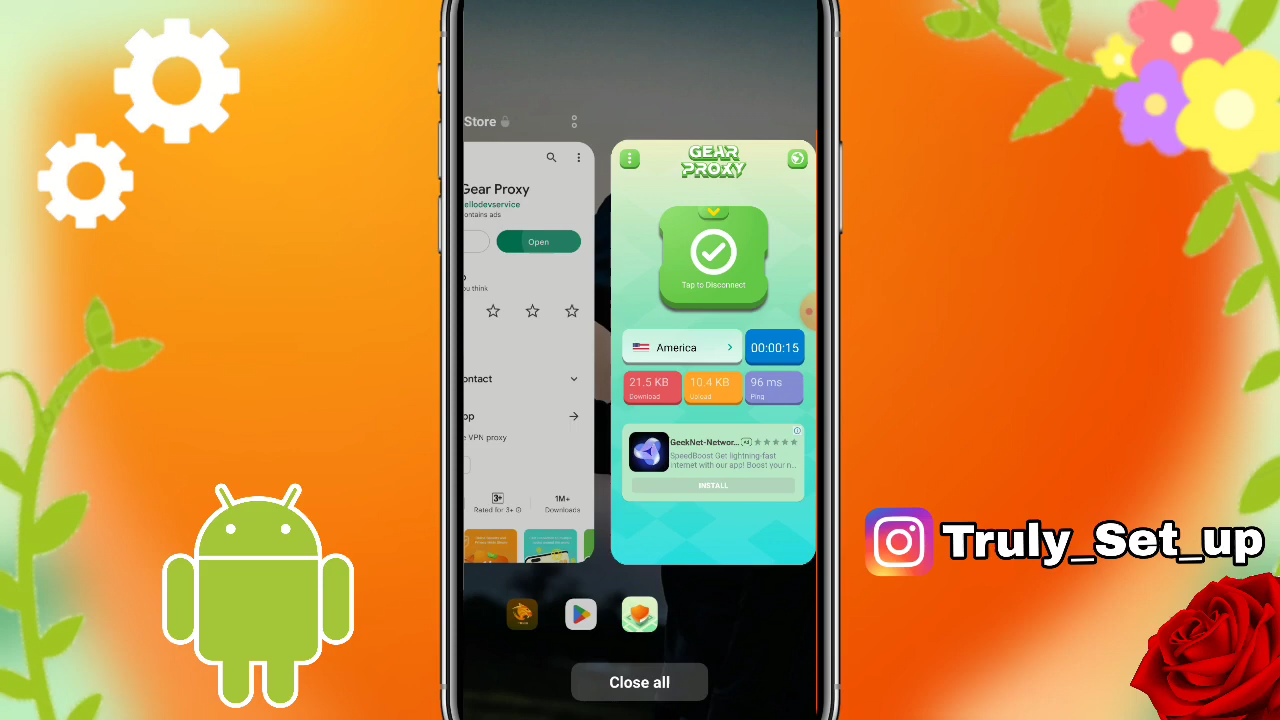 Store
Gear Proxy
ellodevservice
ontains ads
Open
ou think
ontact
op
e VPN proxy
3+
Rated for 3+
1M+
Downloads
GEAR
PROXY
Tap to Disconnect
America
00:00:15
21.5 KB
Download
10.4 KB
Upload
96 ms
Ping
GeekNet-Networ...
Ad
SpeedBoost Get lightning-fast
internet with our app! Boost your n...
INSTALL
Close all
Truly_Set_up